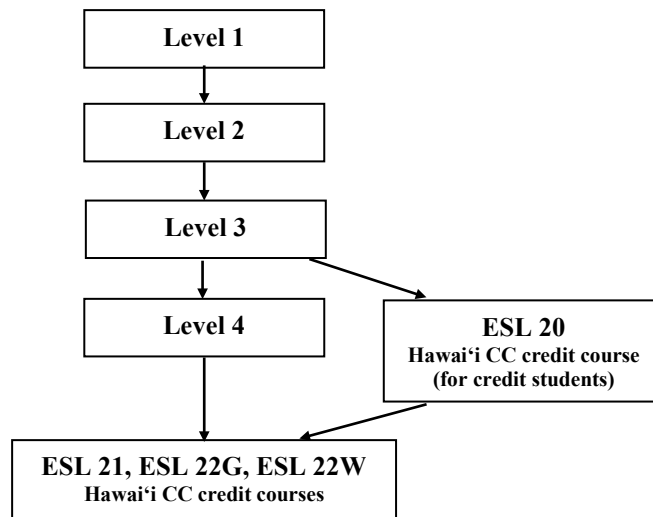 Level 1
Level 2
Level 3
Level 4
ESL 20
Hawai‘i CC credit course
(for credit students)
ESL 21, ESL 22G, ESL 22W
Hawai‘i CC credit courses